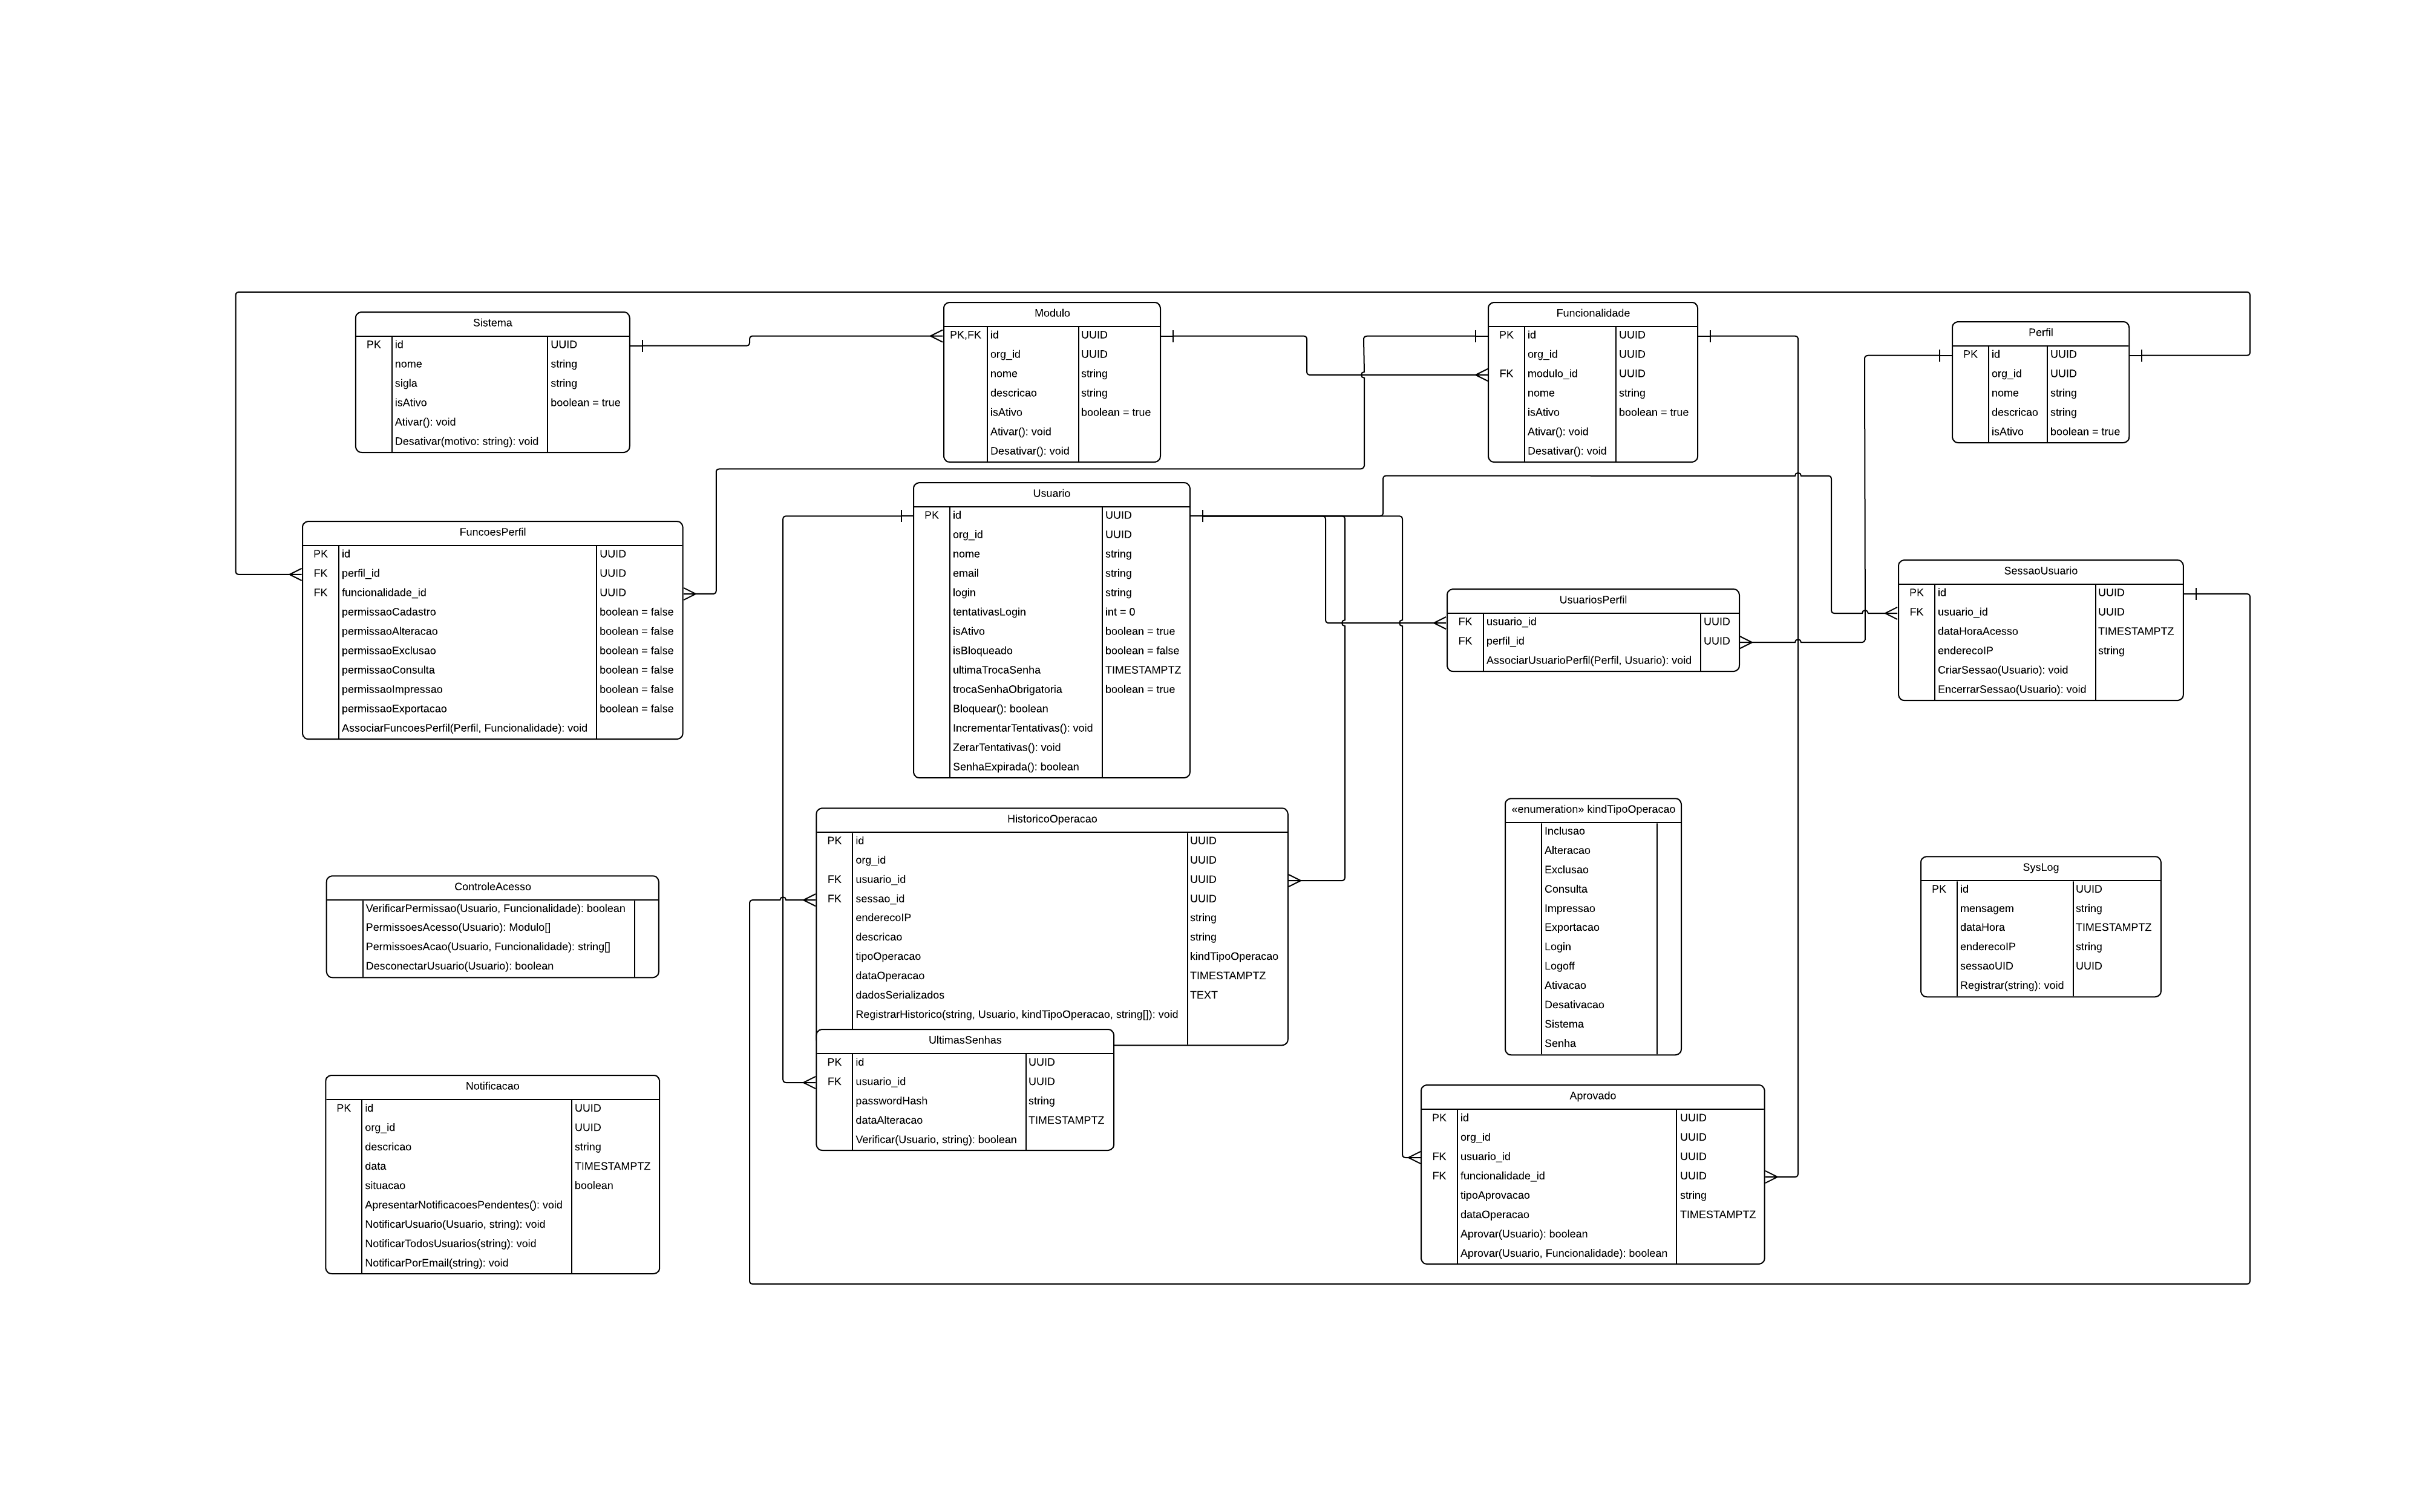 Sistema
PK id UUID
nome string
sigla string
isAtivo boolean = true
Ativar(): void
Desativar(motivo: string): void
Modulo
PK,FK id UUID
org_id UUID
nome string
descricao string
isAtivo boolean = true
Ativar(): void
Desativar(): void
Funcionalidade
PK id UUID
org_id UUID
FK modulo_id UUID
nome string
isAtivo boolean = true
Ativar(): void
Desativar(): void
Perfil
PK id UUID
org_id UUID
nome string
descricao string
isAtivo boolean = true
FuncoesPerfil
PK id UUID
FK perfil_id UUID
FK funcionalidade_id UUID
permissaoCadastro boolean = false
permissaoAlteracao boolean = false
permissaoExclusao boolean = false
permissaoConsulta boolean = false
permissaoImpressao boolean = false
permissaoExportacao boolean = false
AssociarFuncoesPerfil(Perfil, Funcionalidade): void
Usuario
PK id UUID
org_id UUID
nome string
email string
login string
tentativasLogin int = 0
isAtivo boolean = true
isBloqueado boolean = false
ultimaTrocaSenha TIMESTAMPTZ
trocaSenhaObrigatoria boolean = true
Bloquear(): boolean
IncrementarTentativas(): void
ZerarTentativas(): void
SenhaExpirada(): boolean
UsuariosPerfil
FK usuario_id UUID
FK perfil_id UUID
AssociarUsuarioPerfil(Perfil, Usuario): void
SessaoUsuario
PK id UUID
FK usuario_id UUID
dataHoraAcesso TIMESTAMPTZ
enderecoIP string
CriarSessao(Usuario): void
EncerrarSessao(Usuario): void
ControleAcesso
VerificarPermissao(Usuario, Funcionalidade): boolean
PermissoesAcesso(Usuario): Modulo[]
PermissoesAcao(Usuario, Funcionalidade): string[]
DesconectarUsuario(Usuario): boolean
HistoricoOperacao
PK id UUID
org_id UUID
FK usuario_id UUID
FK sessao_id UUID
enderecoIP string
descricao string
tipoOperacao kindTipoOperacao
dataOperacao TIMESTAMPTZ
dadosSerializados TEXT
RegistrarHistorico(string, Usuario, kindTipoOperacao, string[]): void
«enumeration» kindTipoOperacao
Inclusao
Alteracao
Exclusao
Consulta
Impressao
Exportacao
Login
Logoff
Ativacao
Desativacao
Sistema
Senha
SysLog
PK id UUID
mensagem string
dataHora TIMESTAMPTZ
enderecoIP string
sessaoUID UUID
Registrar(string): void
Notificacao
PK id UUID
org_id UUID
descricao string
data TIMESTAMPTZ
situacao boolean
ApresentarNotificacoesPendentes(): void
NotificarUsuario(Usuario, string): void
NotificarTodosUsuarios(string): void
NotificarPorEmail(string): void
UltimasSenhas
PK id UUID
FK usuario_id UUID
passwordHash string
dataAlteracao TIMESTAMPTZ
Verificar(Usuario, string): boolean
Aprovado
PK id UUID
org_id UUID
FK usuario_id UUID
FK funcionalidade_id UUID
tipoAprovacao string
dataOperacao TIMESTAMPTZ
Aprovar(Usuario): boolean
Aprovar(Usuario, Funcionalidade): boolean